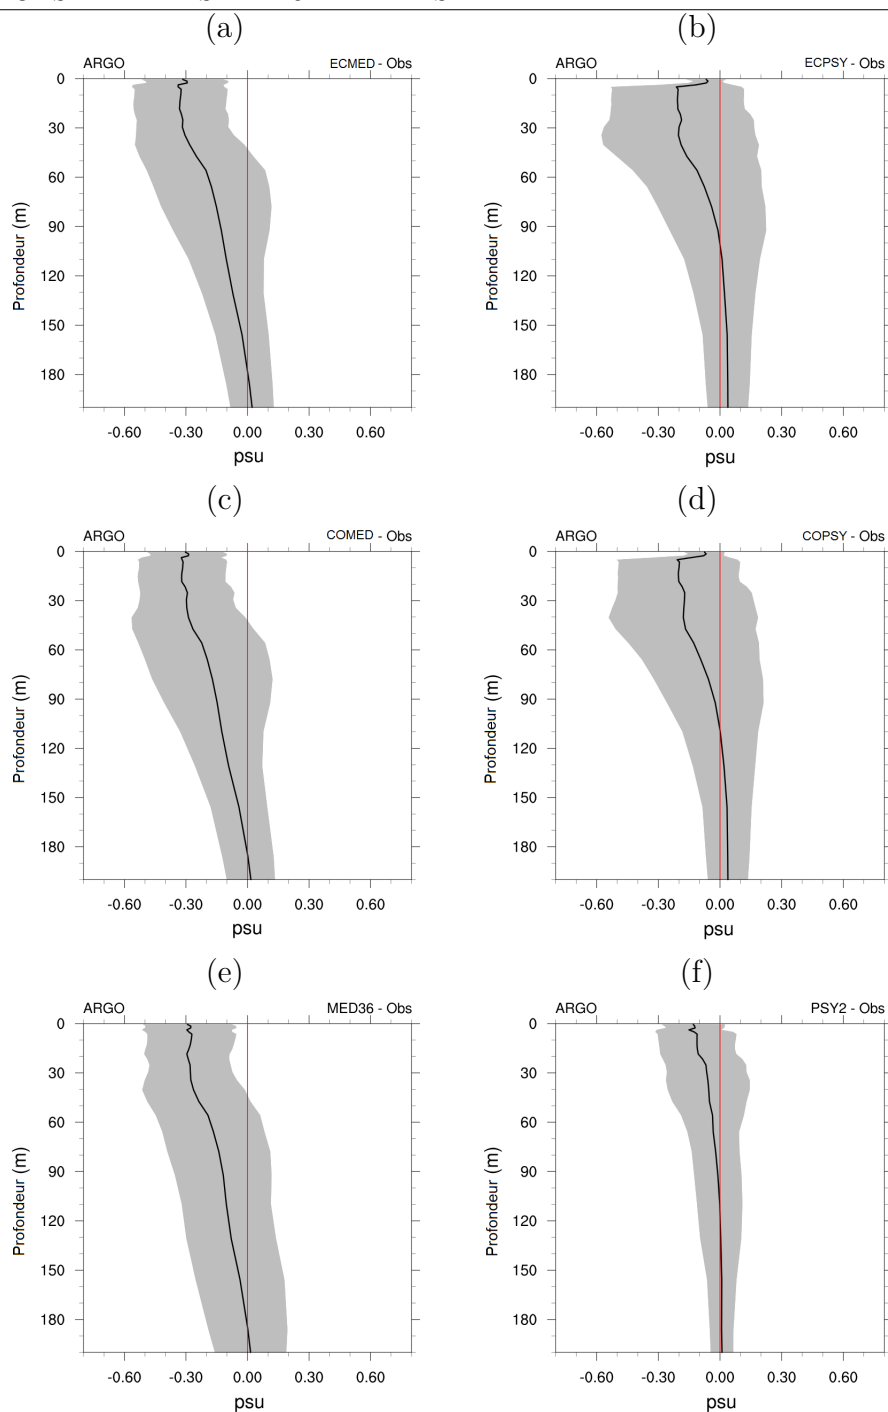 (a) (b)
ARGO ECMED - Obs ARGO ECPSY - Obs
0 0
30 30
60 60
90 90
120 120
150 150
180 180
Profondeur (m) Profondeur (m)
-0.60 -0.30 0.00 0.30 0.60 -0.60 -0.30 0.00 0.30 0.60
psu psu
(c) (d)
ARGO COMED - Obs ARGO COPSY - Obs
0 0
30 30
60 60
90 90
120 120
150 150
180 180
Profondeur (m) Profondeur (m)
-0.60 -0.30 0.00 0.30 0.60 -0.60 -0.30 0.00 0.30 0.60
psu psu
(e) (f)
ARGO MED36 - Obs ARGO PSY2 - Obs
0 0
30 30
60 60
90 90
120 120
150 150
180 180
Profondeur (m) Profondeur (m)
-0.60 -0.30 0.00 0.30 0.60 -0.60 -0.30 0.00 0.30 0.60
psu psu